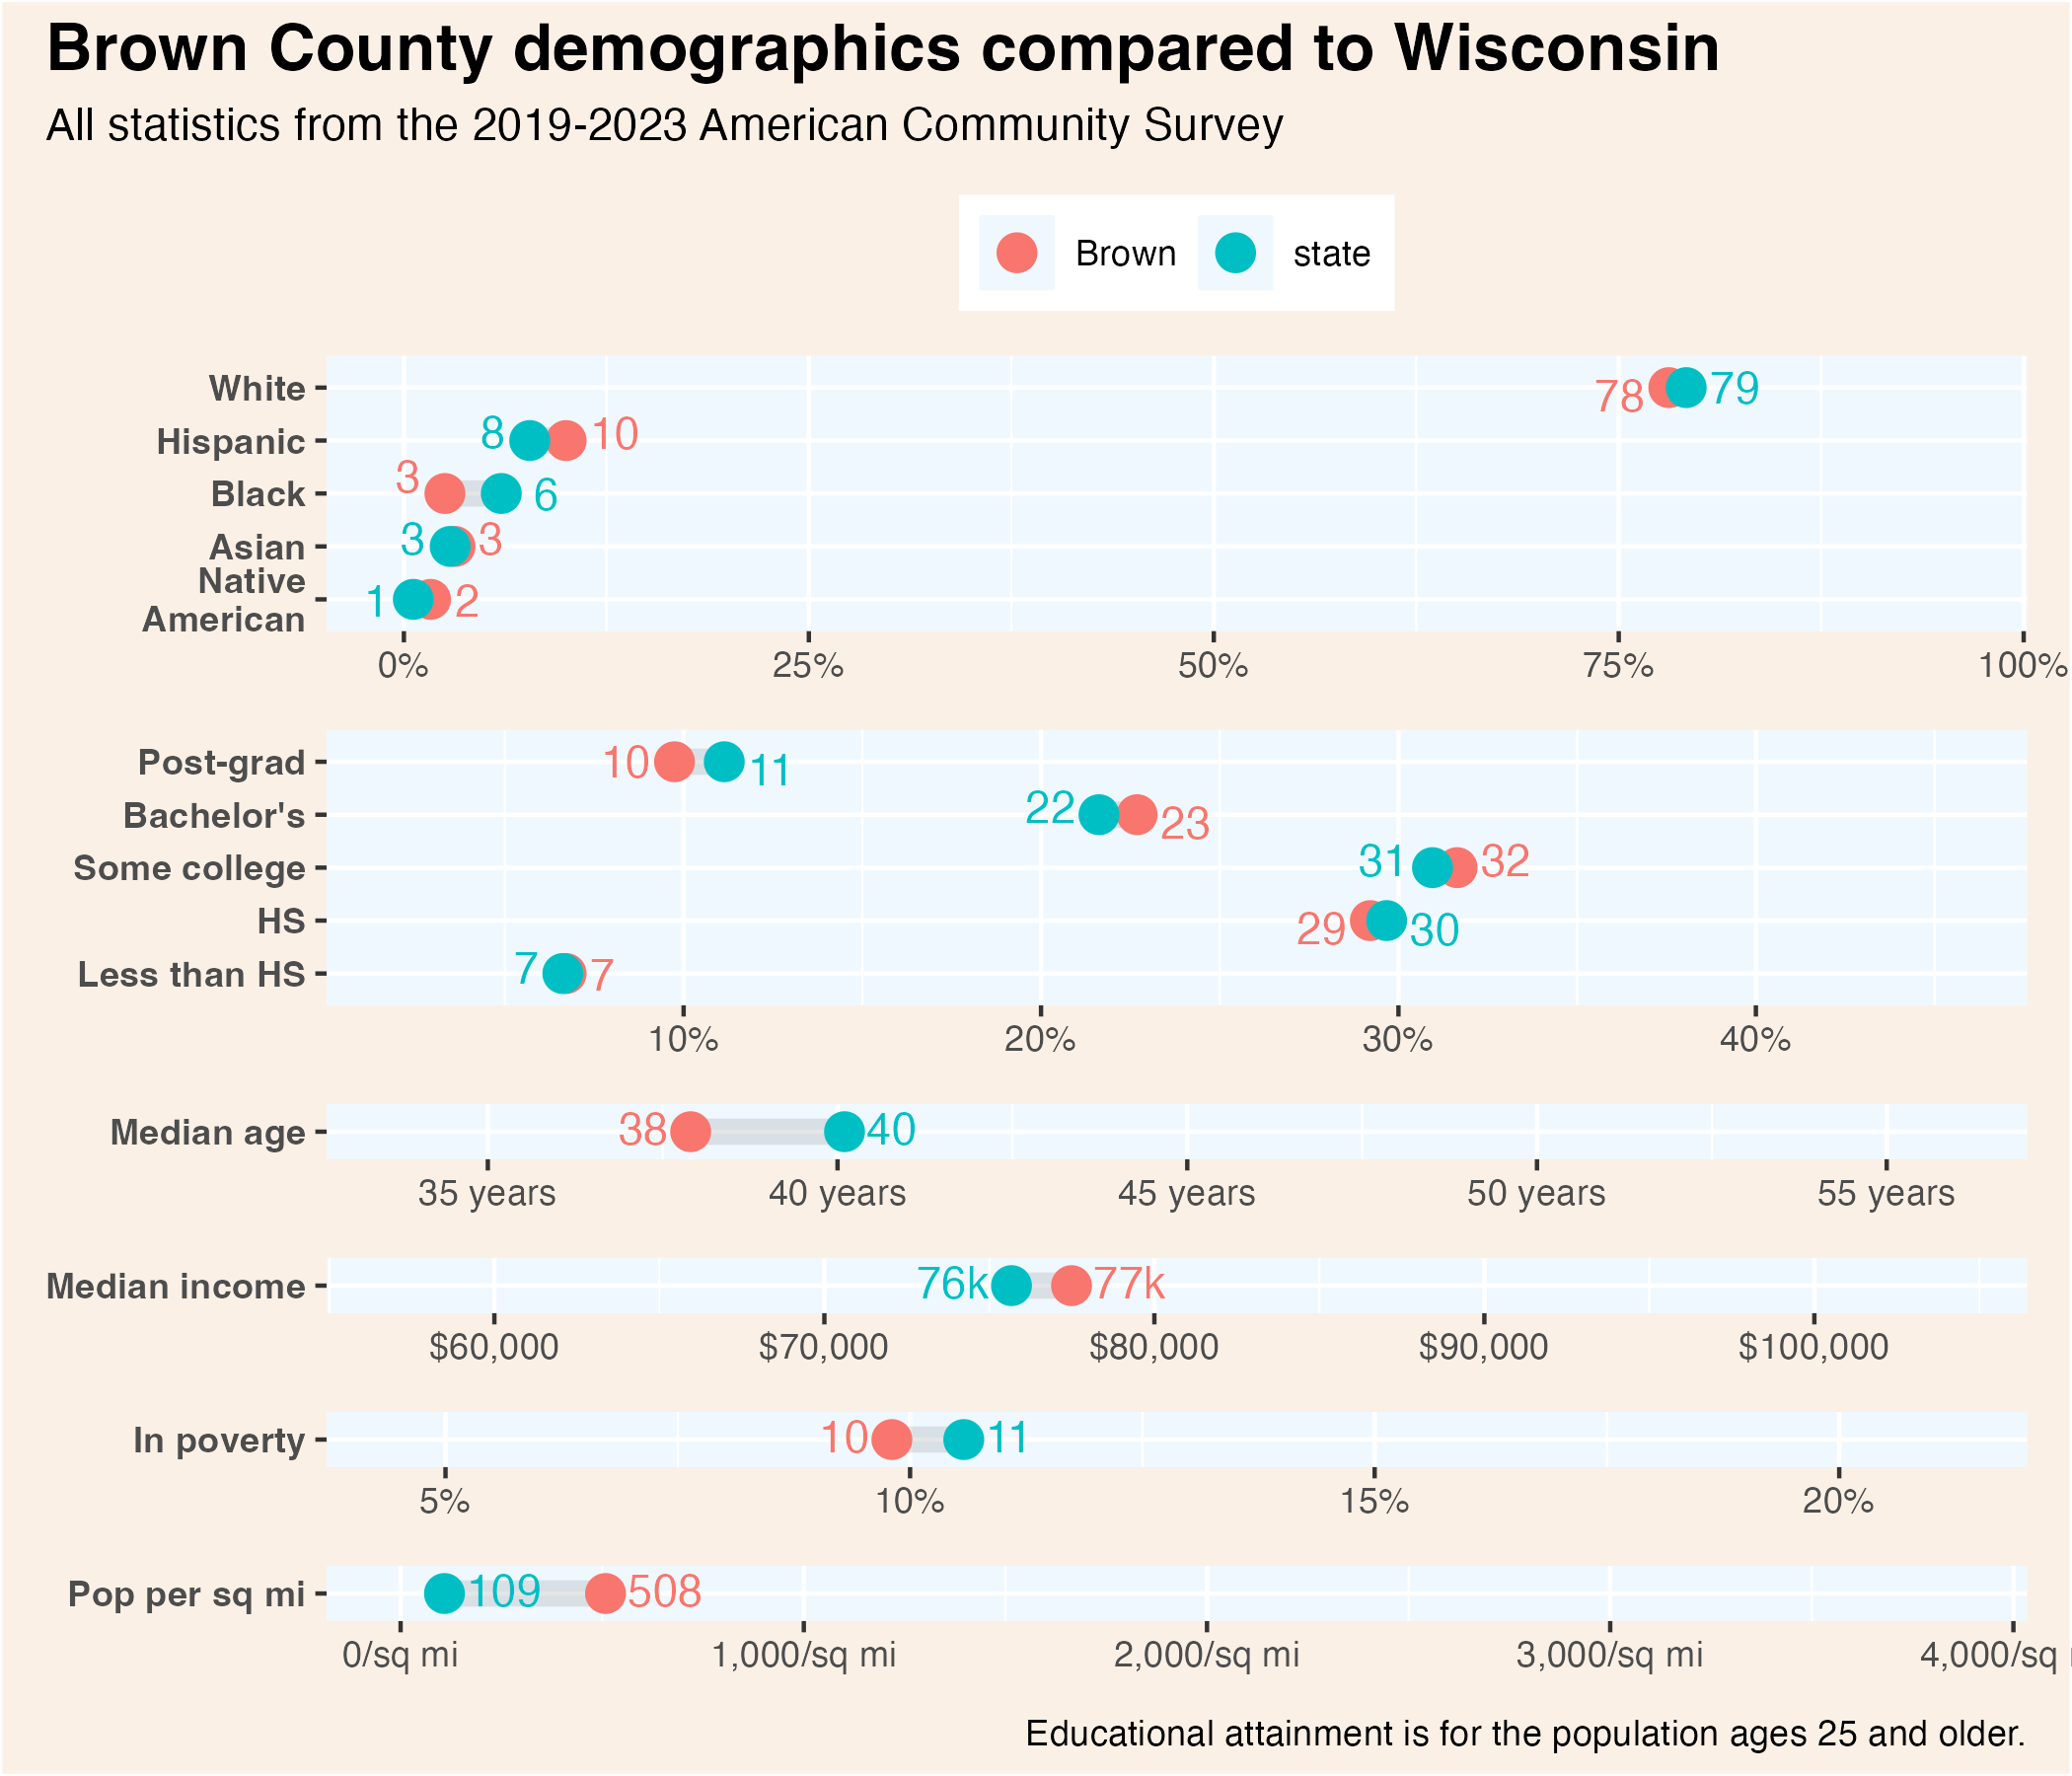 Brown County demographics compared to Wisconsin
All statistics from the 2019-2023 American Community Survey
Brown state
White 78 79
Hispanic 8 10
Black 3 6
Asian 3 3
Native
American 1 2
0% 25% 50% 75% 100%
Post-grad 10 11
Bachelor's 22 23
Some college 31 32
HS 29 30
Less than HS 7 7
10% 20% 30% 40%
Median age 38 40
35 years 40 years 45 years 50 years 55 years
Median income 76k 77k
$60,000 $70,000 $80,000 $90,000 $100,000
In poverty 10 11
5% 10% 15% 20%
Pop per sq mi 109 508
0/sq mi 1,000/sq mi 2,000/sq mi 3,000/sq mi 4,000/sq
Educational attainment is for the population ages 25 and older.